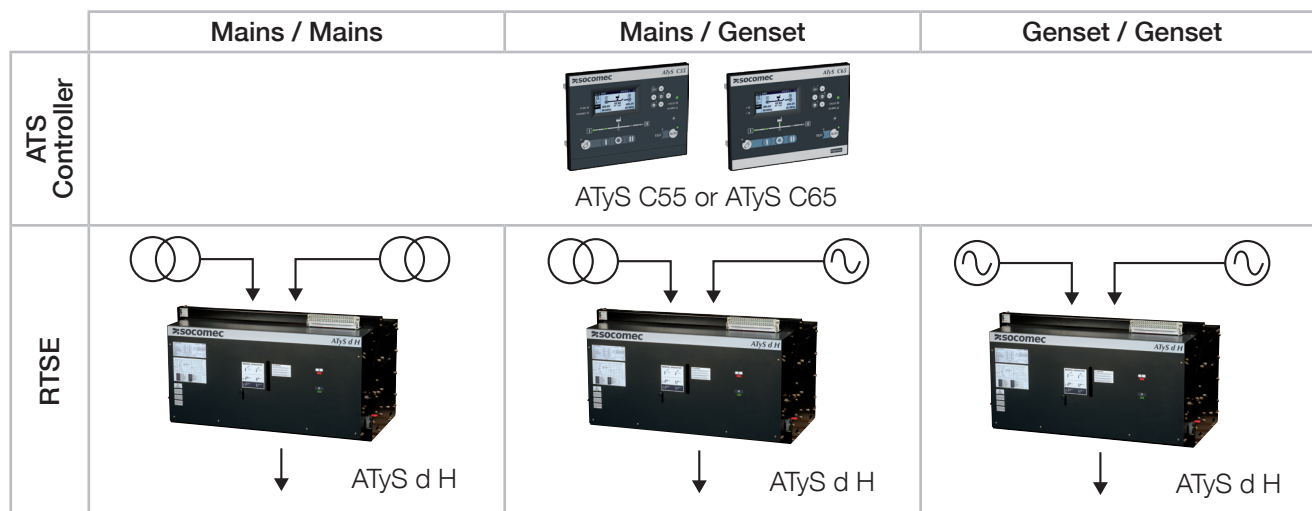 Mains / Mains
Mains / Genset
Genset / Genset
ATS
Controller
socomec
ATyS C55
socomec
ATyS C65
ATyS C55 or ATyS C65
RTSE
socomec
ATyS d H
socomec
ATyS d H
socomec
ATyS d H
ATyS d H
ATyS d H
ATyS d H